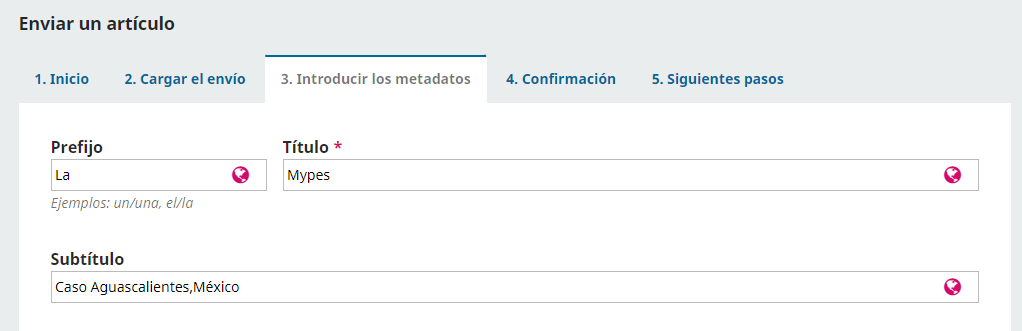 Enviar un artículo
1. Inicio 2. Cargar el envío 3. Introducir los metadatos 4. Confirmación 5. Siguientes pasos
Prefijo Título *
La Mypes
Ejemplos: un/una, el/la
Subtítulo
Caso Aguascalientes,México